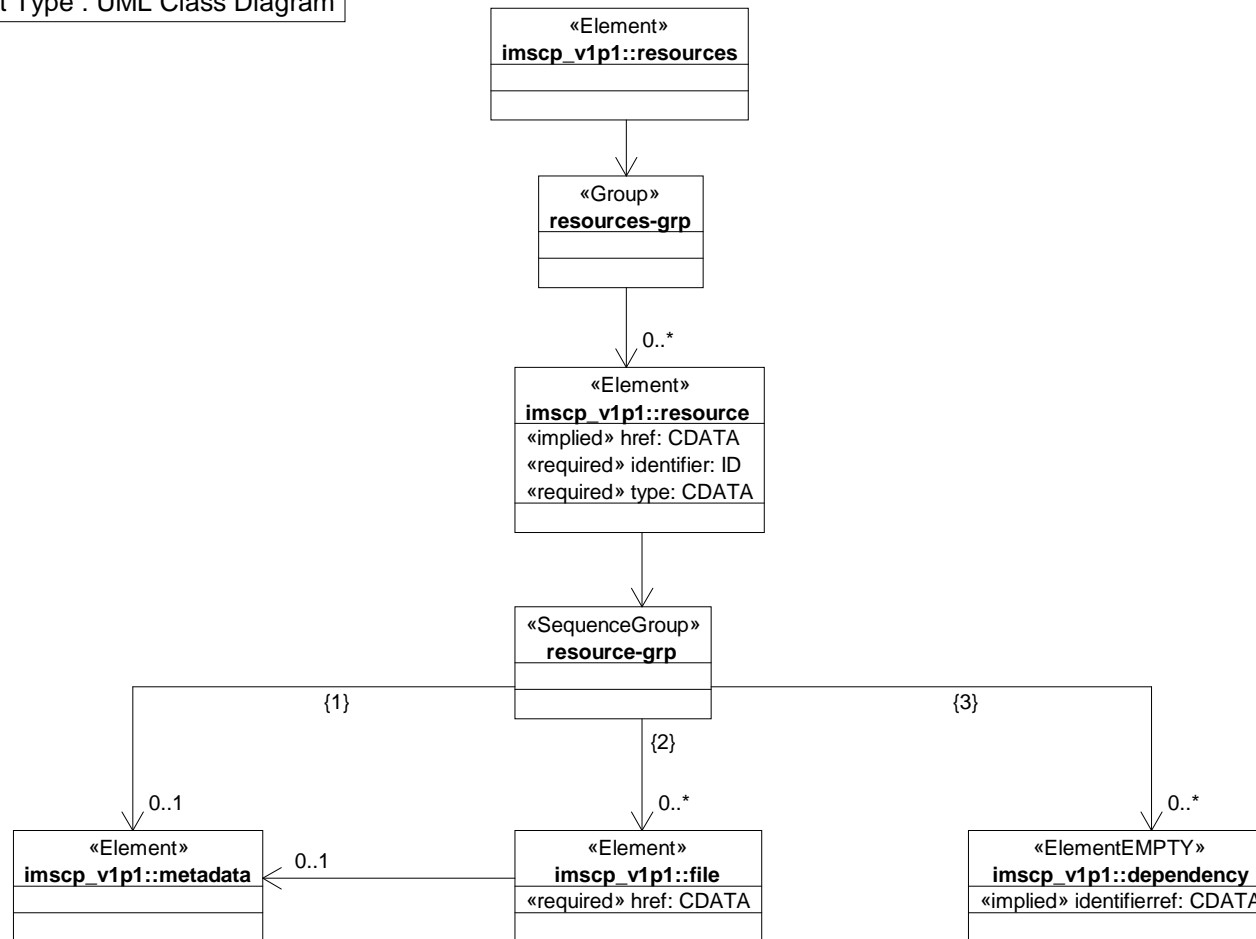 t Type : UML Class Diagram
«Element»
imscp_v1p1::resources
«Group»
resources-grp
0..*
«Element»
imscp_v1p1::resource
«implied» href: CDATA
«required» identifier: ID
«required» type: CDATA
«SequenceGroup»
resource-grp
{1}
{3}
{2}
0..1
0..*
0..*
«Element»
imscp_v1p1::metadata
0..1
«Element»
imscp_v1p1::file
«required» href: CDATA
«ElementEMPTY»
imscp_v1p1::dependency
«implied» identifierref: CDATA